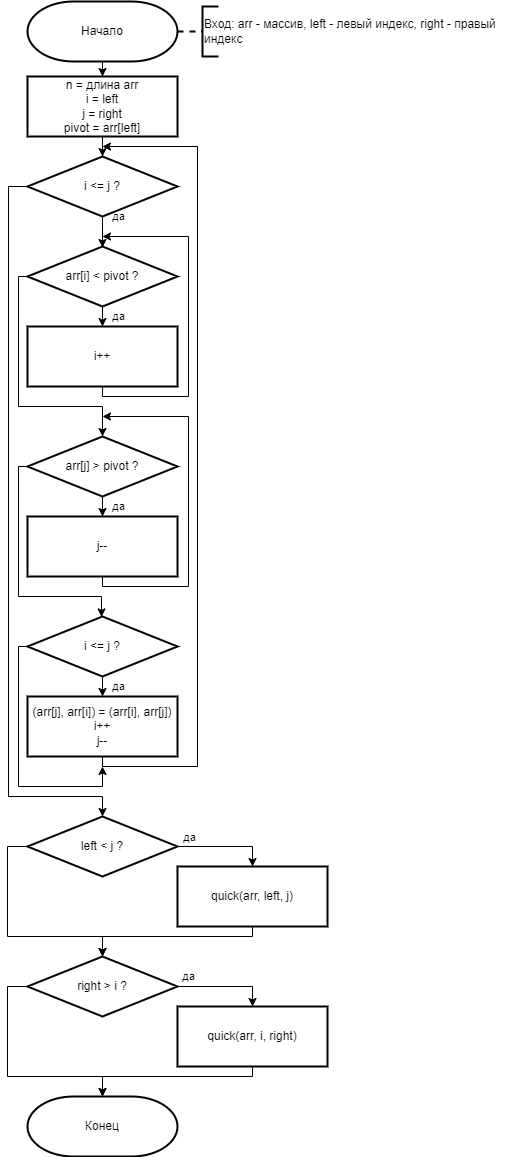 Начало
Вход: arr - массив, left - левый индекс, right - правый
индекс
n = длина arr
i = left
j = right
pivot = arr[left]
i <= j ?
да
arr[i] < pivot ?
да
i++
arr[j] > pivot ?
да
j--
i <= j ?
да
(arr[j], arr[i]) = (arr[i], arr[j])
i++
j--
left < j ?
да
quick(arr, left, j)
right > i ?
да
quick(arr, i, right)
Конец